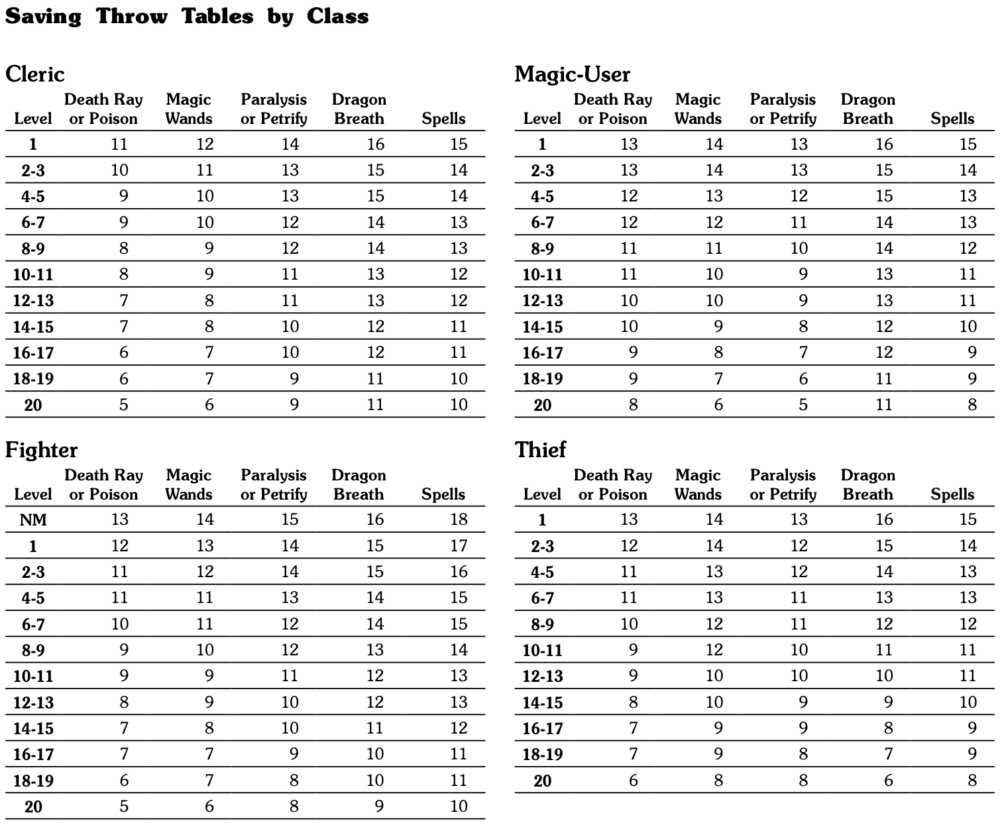 Saving Throw Tables by Class
Cleric
Death Ray Magic Paralysis Dragon
Level or Poison Wands or Petrify Breath Spells
1 11 12 14 16 15
2-3 10 11 13 15 14
4-5 9 10 13 15 14
6-7 9 10 12 14 13
8-9 8 9 12 14 13
10-11 8 9 11 13 12
12-13 7 8 11 13 12
14-15 7 8 10 12 11
16-17 6 7 10 12 11
18-19 6 7 9 11 10
20 5 6 9 11 10
Magic-User
Death Ray Magic Paralysis Dragon
Level or Poison Wands or Petrify Breath Spells
1 13 14 13 16 15
2-3 13 14 13 15 14
4-5 12 13 12 15 13
6-7 12 12 11 14 13
8-9 11 11 10 14 12
10-11 11 10 9 13 11
12-13 10 10 9 13 11
14-15 10 9 8 12 10
16-17 9 8 7 12 9
18-19 9 7 6 11 9
20 8 6 5 11 8
Fighter
Death Ray Magic Paralysis Dragon
Level or Poison Wands or Petrify Breath Spells
NM 13 14 15 16 18
1 12 13 14 15 17
2-3 11 12 14 15 16
4-5 11 11 13 14 15
6-7 10 11 12 14 15
8-9 9 10 12 13 14
10-11 9 9 11 12 13
12-13 8 9 10 12 13
14-15 7 8 10 11 12
16-17 7 7 9 10 11
18-19 6 7 8 10 11
20 5 6 8 9 10
Thief
Death Ray Magic Paralysis Dragon
Level or Poison Wands or Petrify Breath Spells
1 13 14 13 16 15
2-3 12 14 12 15 14
4-5 11 13 12 14 13
6-7 11 13 11 13 13
8-9 10 12 11 12 12
10-11 9 12 10 11 11
12-13 9 10 10 10 11
14-15 8 10 9 9 10
16-17 7 9 9 8 9
18-19 7 9 8 7 9
20 6 8 8 6 8